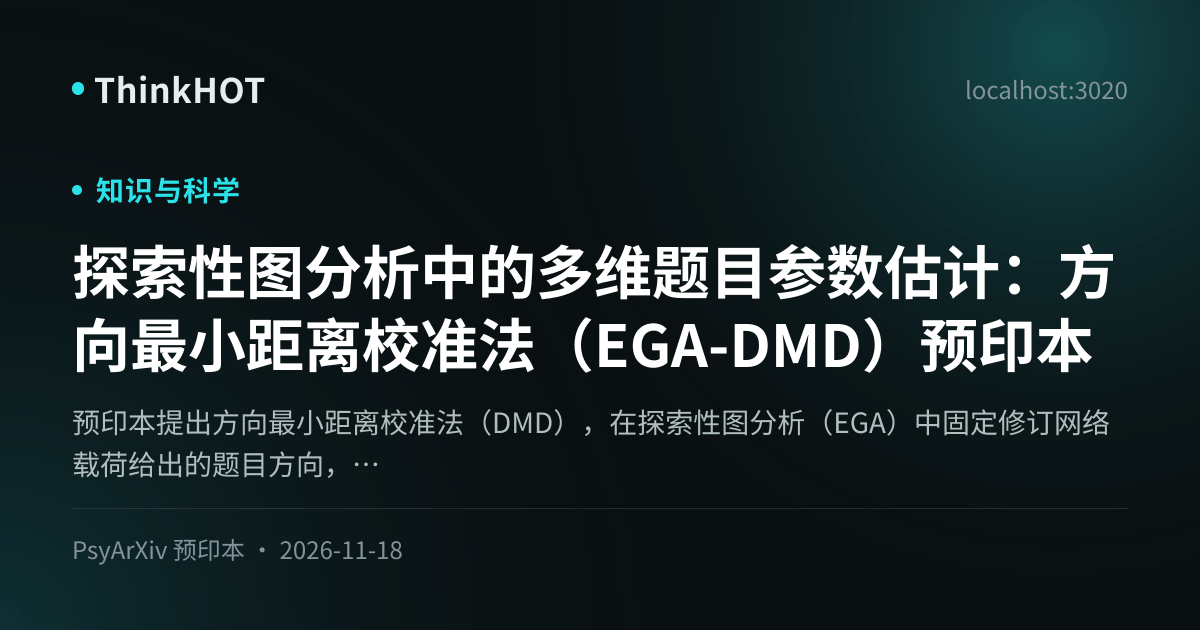 ThinkHOT
localhost:3020
知识与科学
探索性图分析中的多维题目参数估计：方
向最小距离校准法（EGA-DMD）预印本
预印本提出方向最小距离校准法（DMD），在探索性图分析（EGA）中固定修订网络
载荷给出的题目方向，…
PsyArXiv 预印本 · 2026-11-18